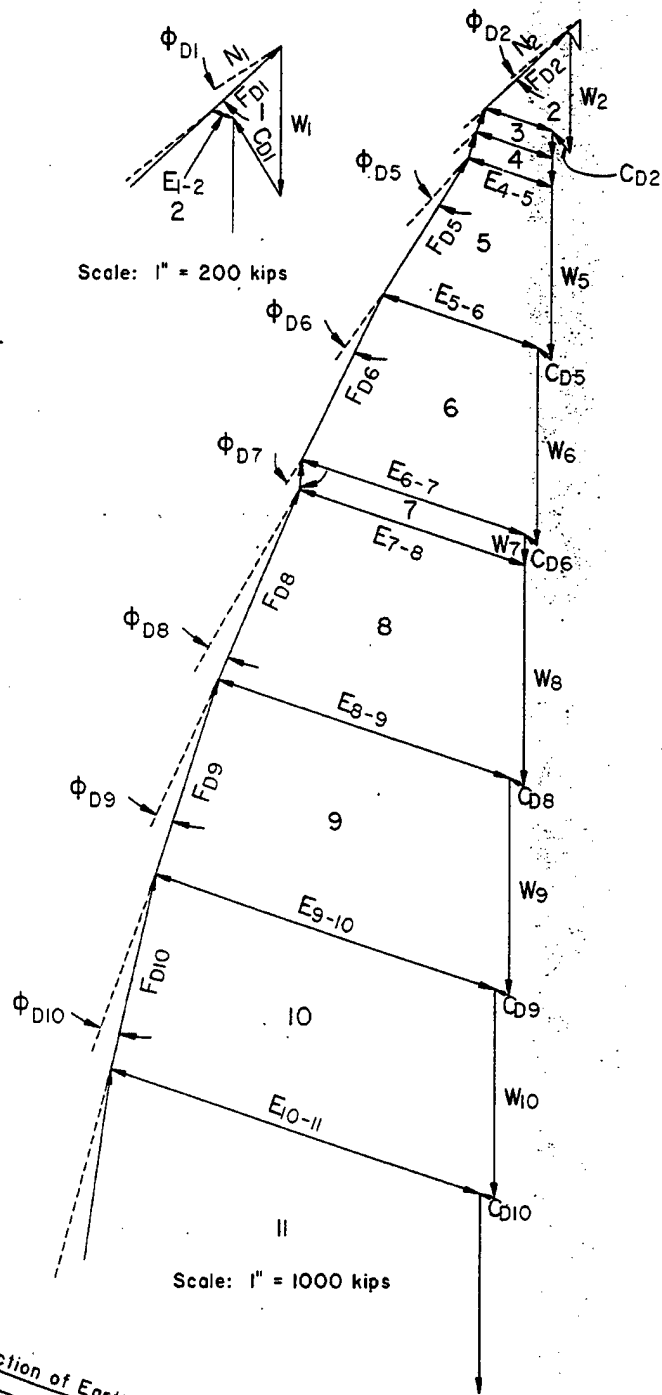 ΦD1
N1
FD1
CD1
W1
E1-2
2
Scale: 1" = 200 kips
ΦD2
N2
FD2
W2
2
3
4
CD2
E4-5
ΦD5
FD5
5
W5
E5-6
CD5
ΦD6
FD6
6
W6
ΦD7
E6-7
7
W7
CD6
E7-8
FD8
ΦD8
8
W8
E8-9
CD8
ΦD9
FD9
9
W9
E9-10
CD9
ΦD10
FD10
10
W10
E10-11
CD10
11
Scale: 1" = 1000 kips